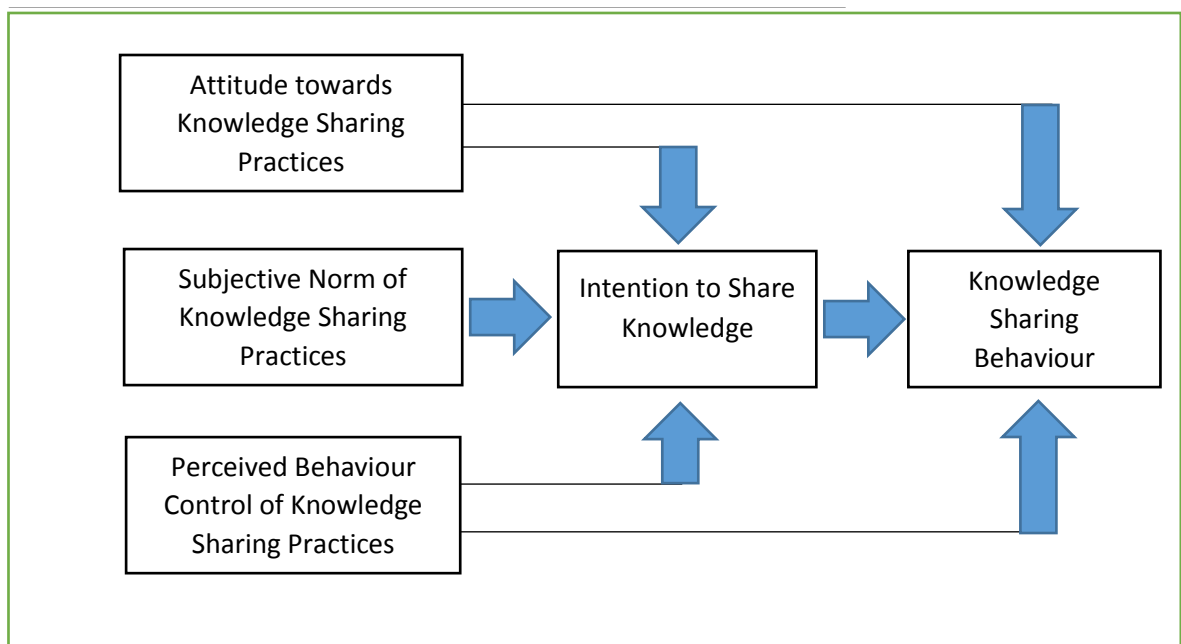 Attitude towards
Knowledge Sharing
Practices
Subjective Norm of
Knowledge Sharing
Practices
Intention to Share
Knowledge
Knowledge
Sharing
Behaviour
Perceived Behaviour
Control of Knowledge
Sharing Practices